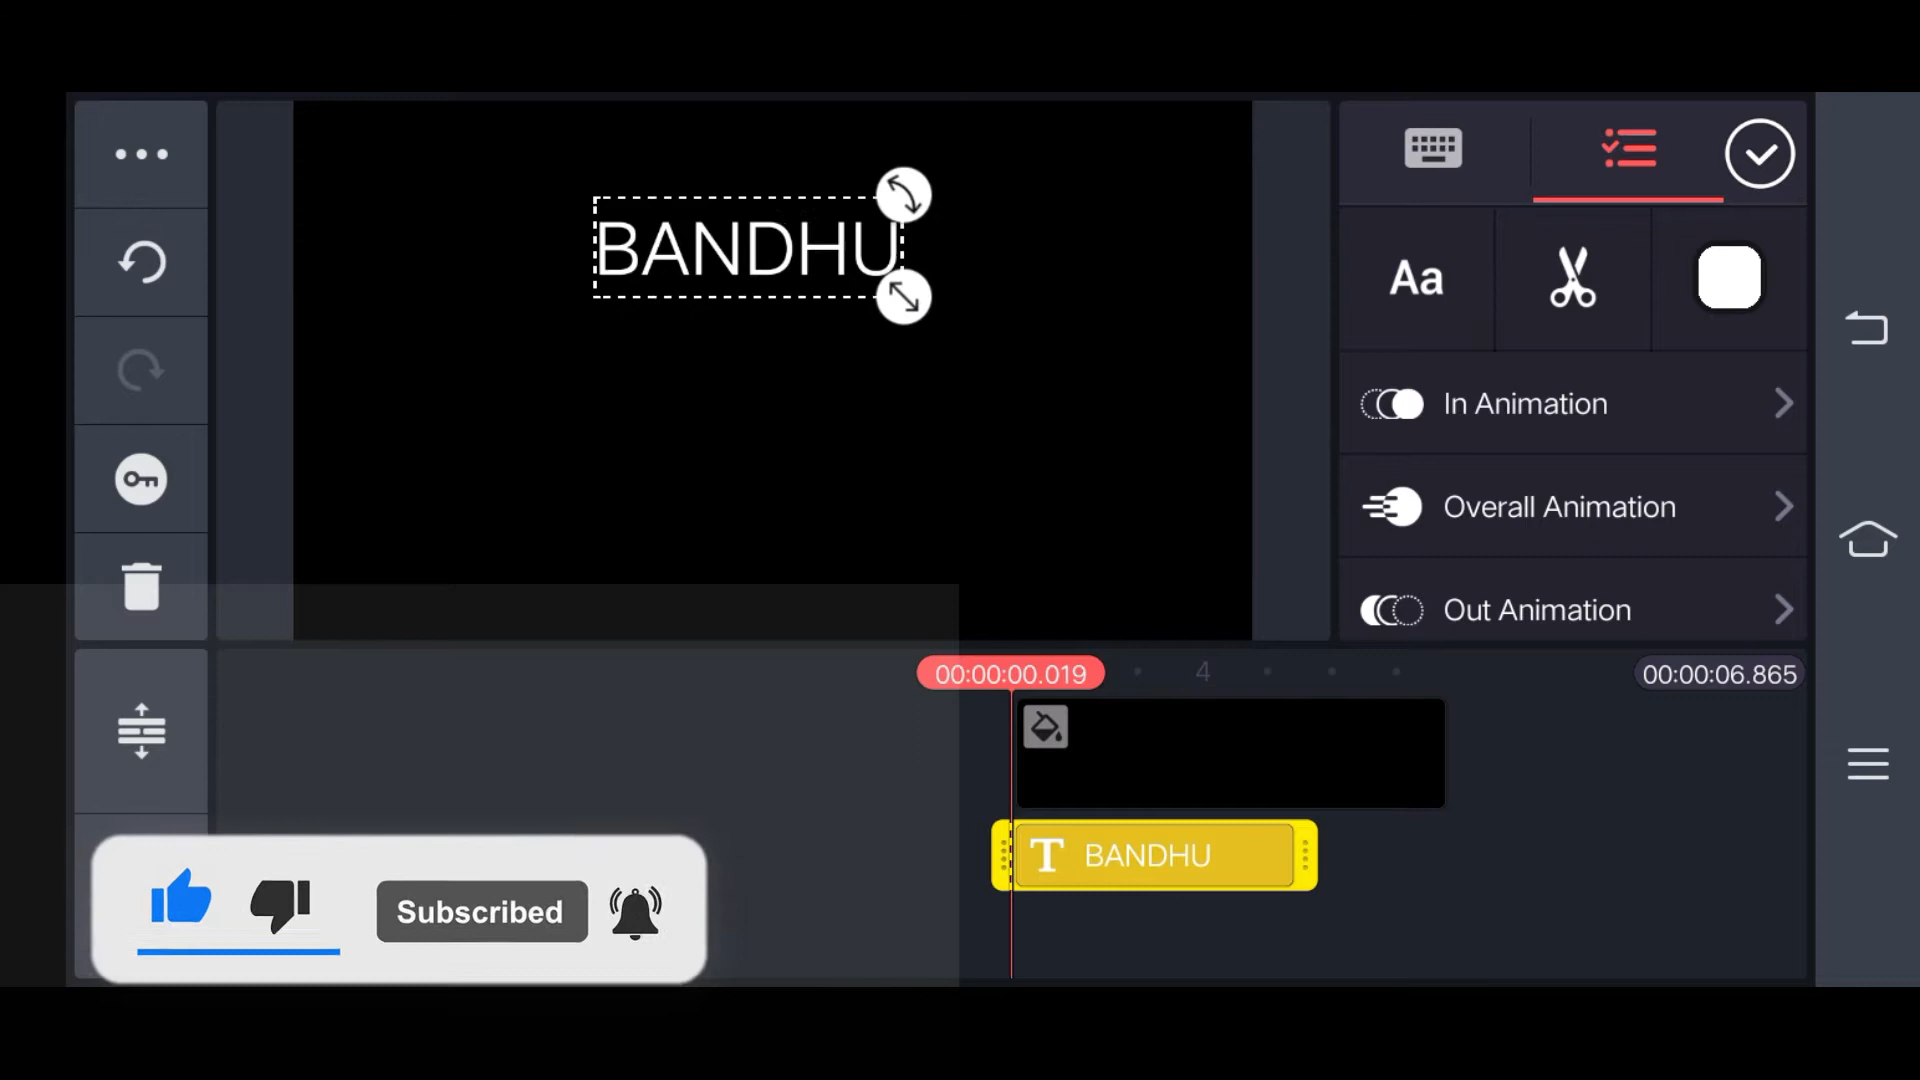 BANDHU
Aa
In Animation
Overall Animation
Out Animation
00:00:00.019
4
00:00:06.865
T BANDHU
Subscribed